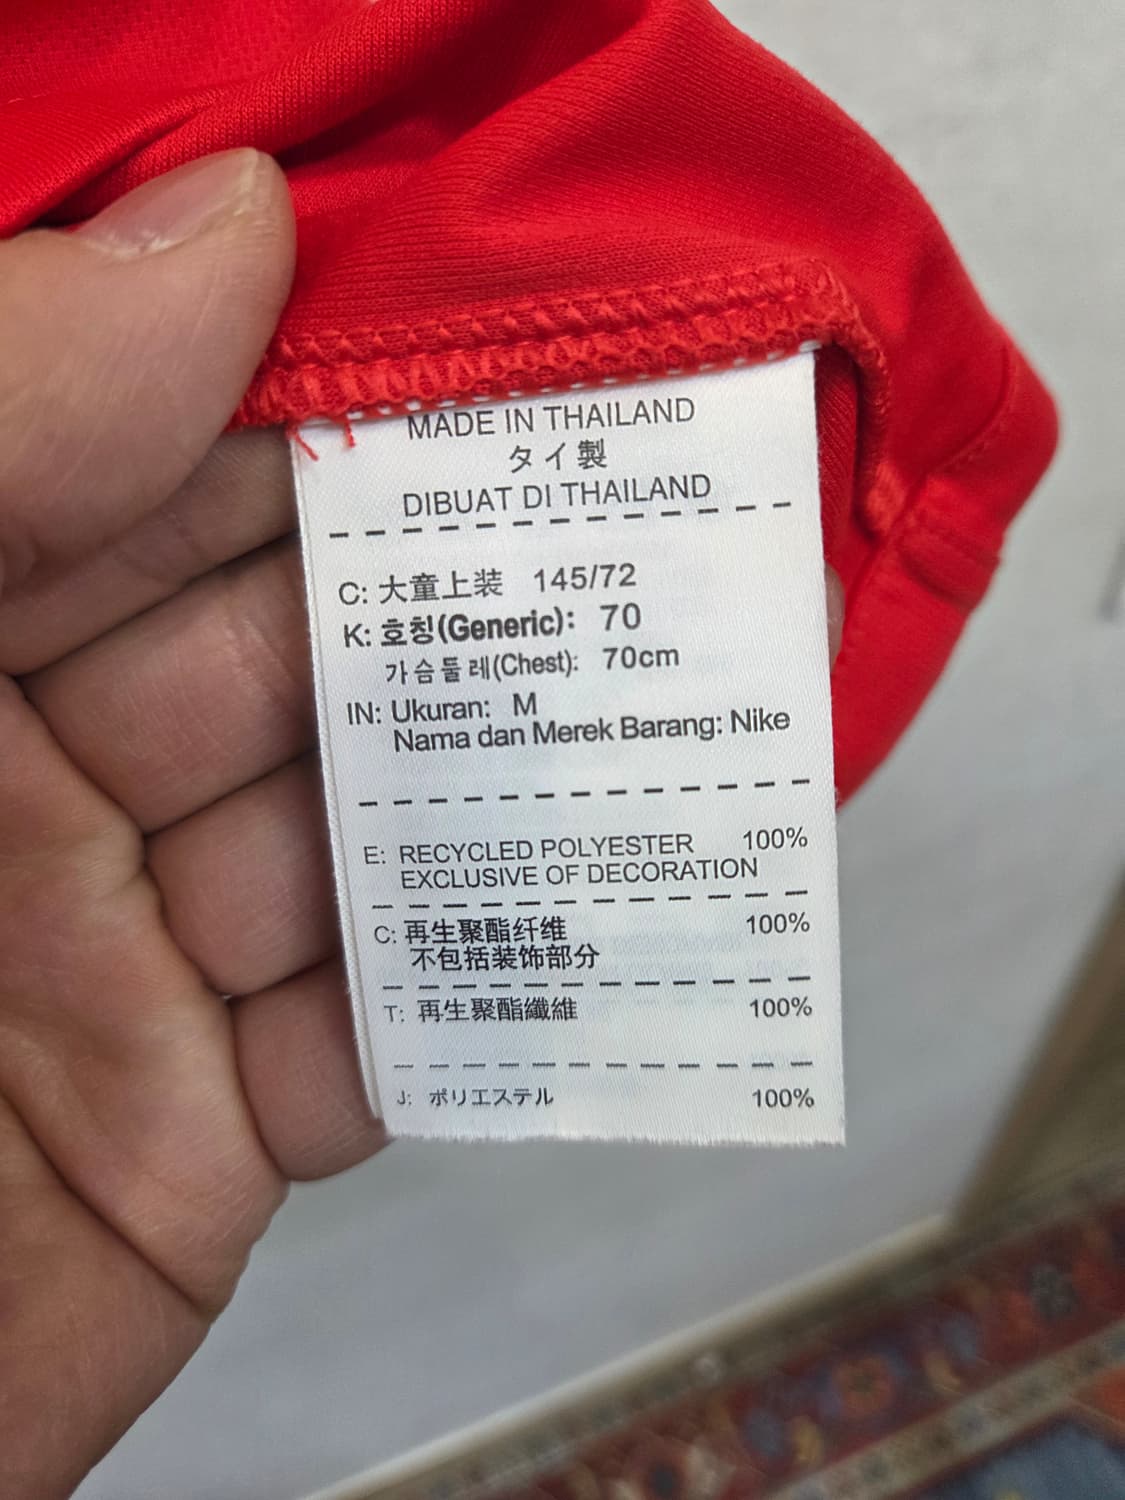 MADE IN THAILAND
タイ製
DIBUAT DI THAILAND
C: 大童上装 145/72
K: 호칭(Generic): 70
가슴둘레(Chest): 70cm
IN: Ukuran: M
Nama dan Merek Barang: Nike
E: RECYCLED POLYESTER 100%
EXCLUSIVE OF DECORATION
C: 再生聚酯纤维 100%
不包括装饰部分
T: 再生聚酯纖維 100%
J: ポリエステル 100%